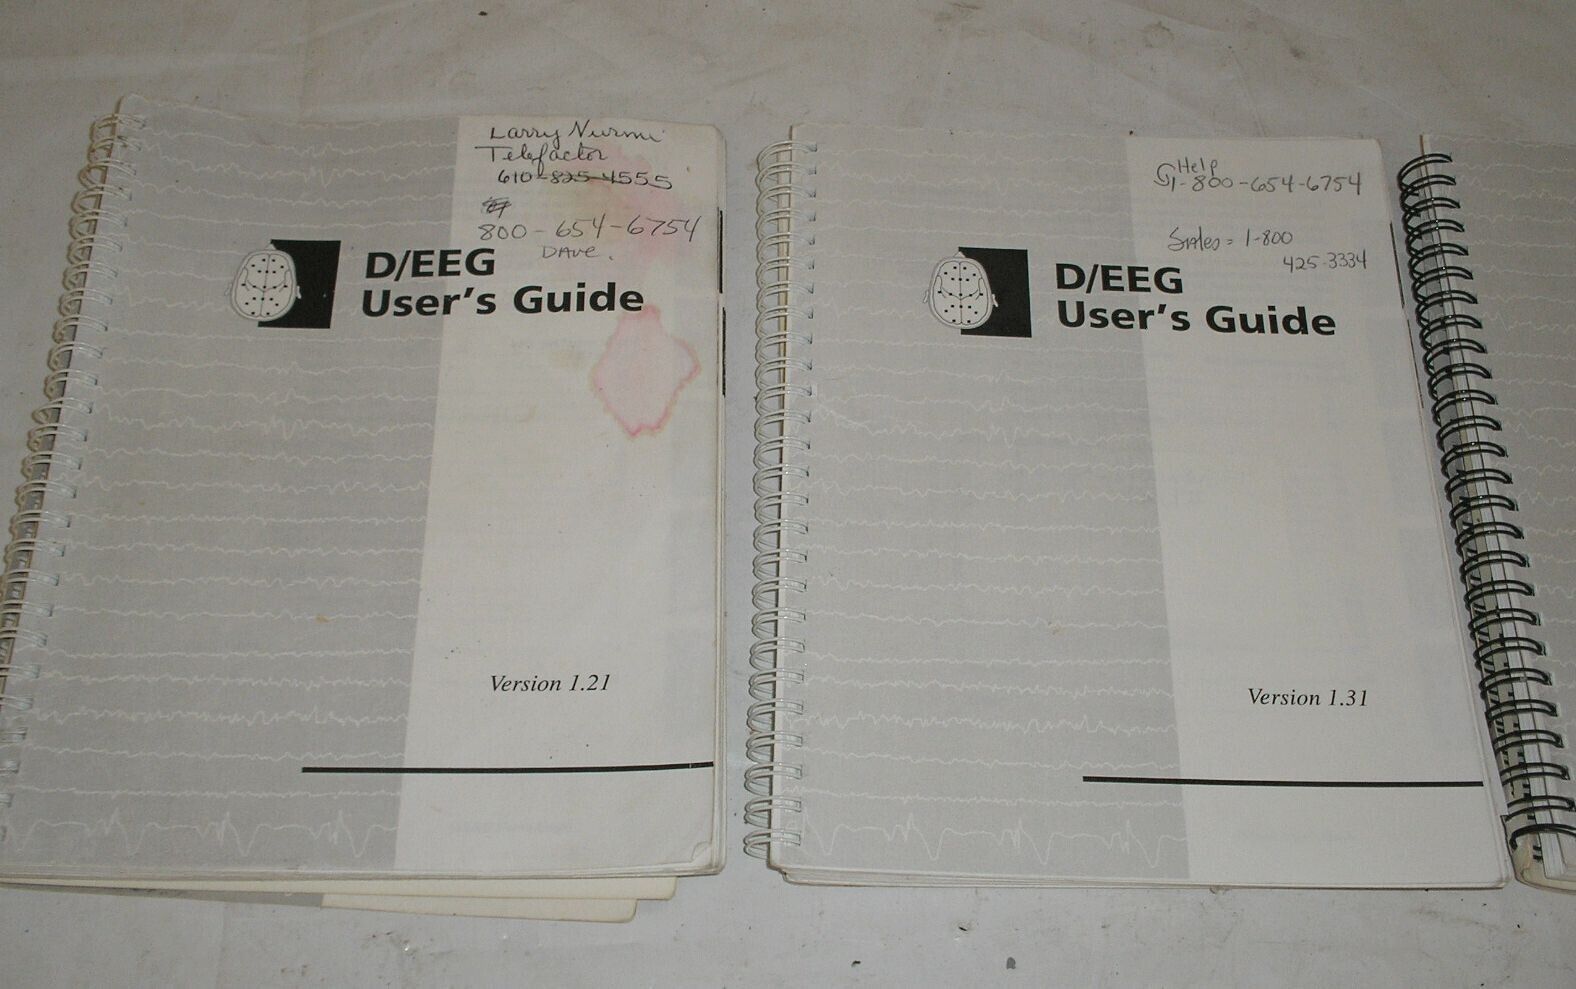 Larry Nurmi
Telefactor
610-825-4555
800-654-6754
Dave.
D/EEG
User's Guide
Version 1.21
Help
1-800-654-6754
Sales = 1-800
425-3334
D/EEG
User's Guide
Version 1.31